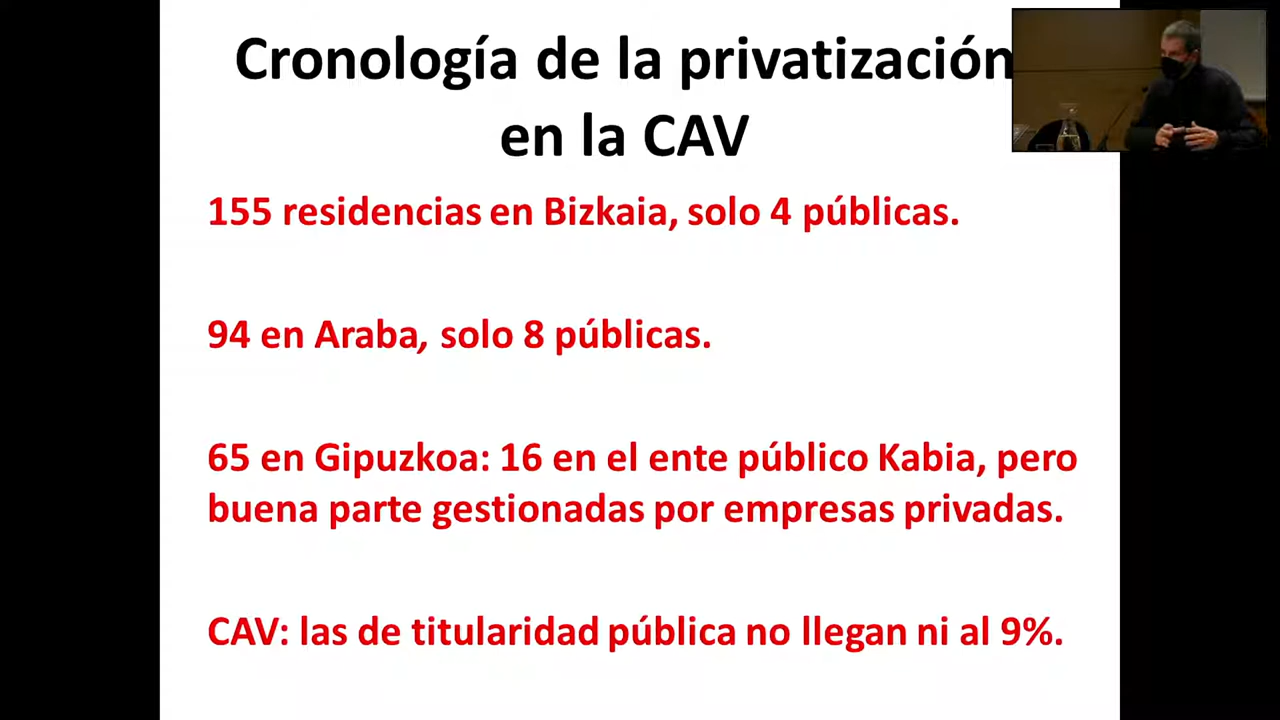 Cronología de la privatización
en la CAV
155 residencias en Bizkaia, solo 4 públicas.
94 en Araba, solo 8 públicas.
65 en Gipuzkoa: 16 en el ente público Kabia, pero
buena parte gestionadas por empresas privadas.
CAV: las de titularidad pública no llegan ni al 9%.